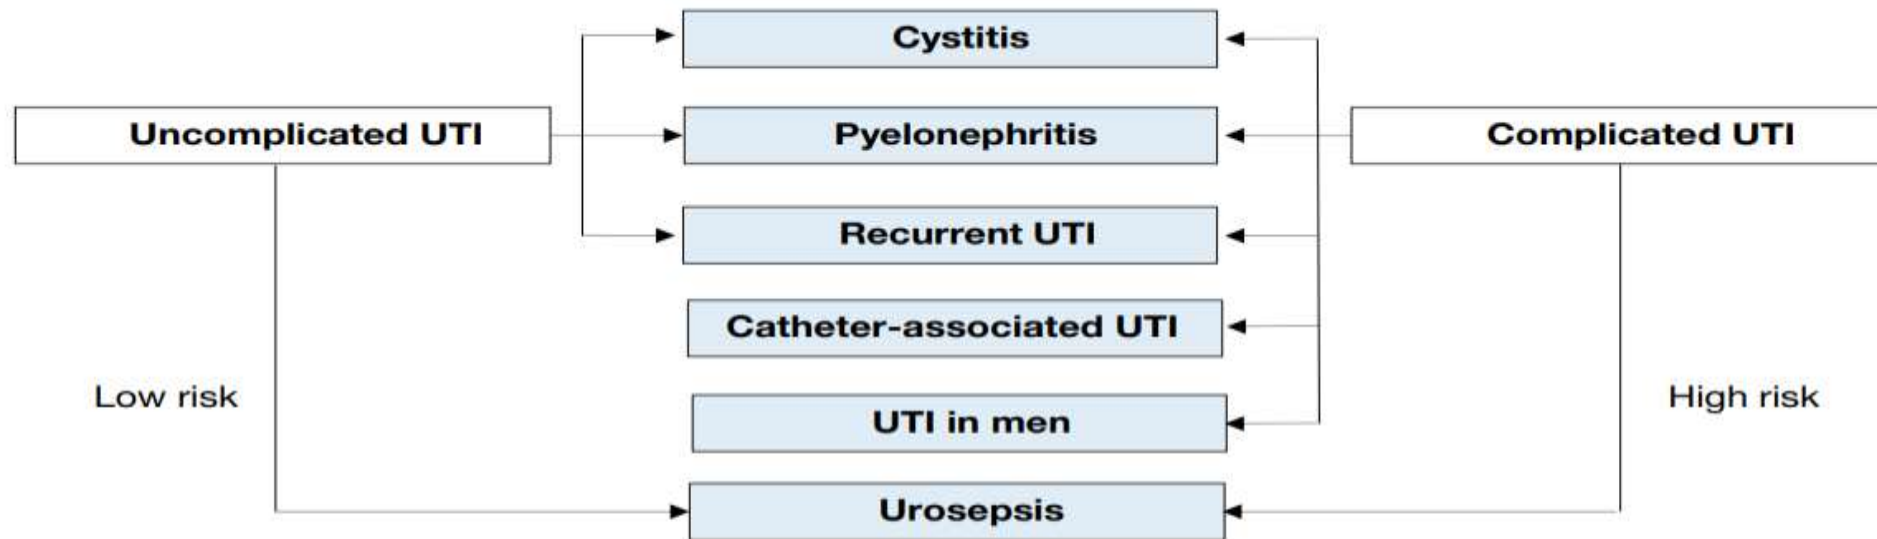 Cystitis
Uncomplicated UTI
Pyelonephritis
Complicated UTI
Recurrent UTI
Catheter-associated UTI
Low risk
UTI in men
High risk
Urosepsis